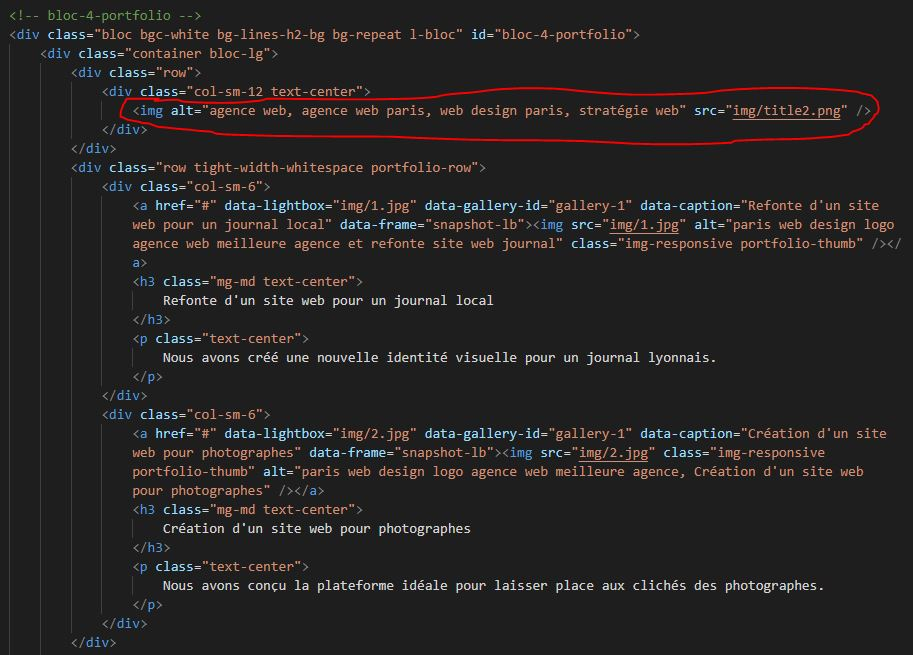 <!-- bloc-4-portfolio -->
<div class="bloc bgc-white bg-lines-h2-bg bg-repeat l-bloc" id="bloc-4-portfolio">
<div class="container bloc-lg">
<div class="row">
<div class="col-sm-12 text-center">
<img alt="agence web, agence web paris, web design paris, stratégie web" src="img/title2.png" />
</div>
</div>
<div class="row tight-width-whitespace portfolio-row">
<div class="col-sm-6">
<a href="#" data-lightbox="img/1.jpg" data-gallery-id="gallery-1" data-caption="Refonte d'un site
web pour un journal local" data-frame="snapshot-lb"><img src="img/1.jpg" alt="paris web design logo
agence web meilleure agence et refonte site web journal" class="img-responsive portfolio-thumb" /></
a>
<h3 class="mg-md text-center">
Refonte d'un site web pour un journal local
</h3>
<p class="text-center">
Nous avons créé une nouvelle identité visuelle pour un journal lyonnais.
</p>
</div>
<div class="col-sm-6">
<a href="#" data-lightbox="img/2.jpg" data-gallery-id="gallery-1" data-caption="Création d'un site
web pour photographes" data-frame="snapshot-lb"><img src="img/2.jpg" class="img-responsive
portfolio-thumb" alt="paris web design logo agence web meilleure agence, Création d'un site web
pour photographes" /></a>
<h3 class="mg-md text-center">
Création d'un site web pour photographes
</h3>
<p class="text-center">
Nous avons conçu la plateforme idéale pour laisser place aux clichés des photographes.
</p>
</div>
</div>